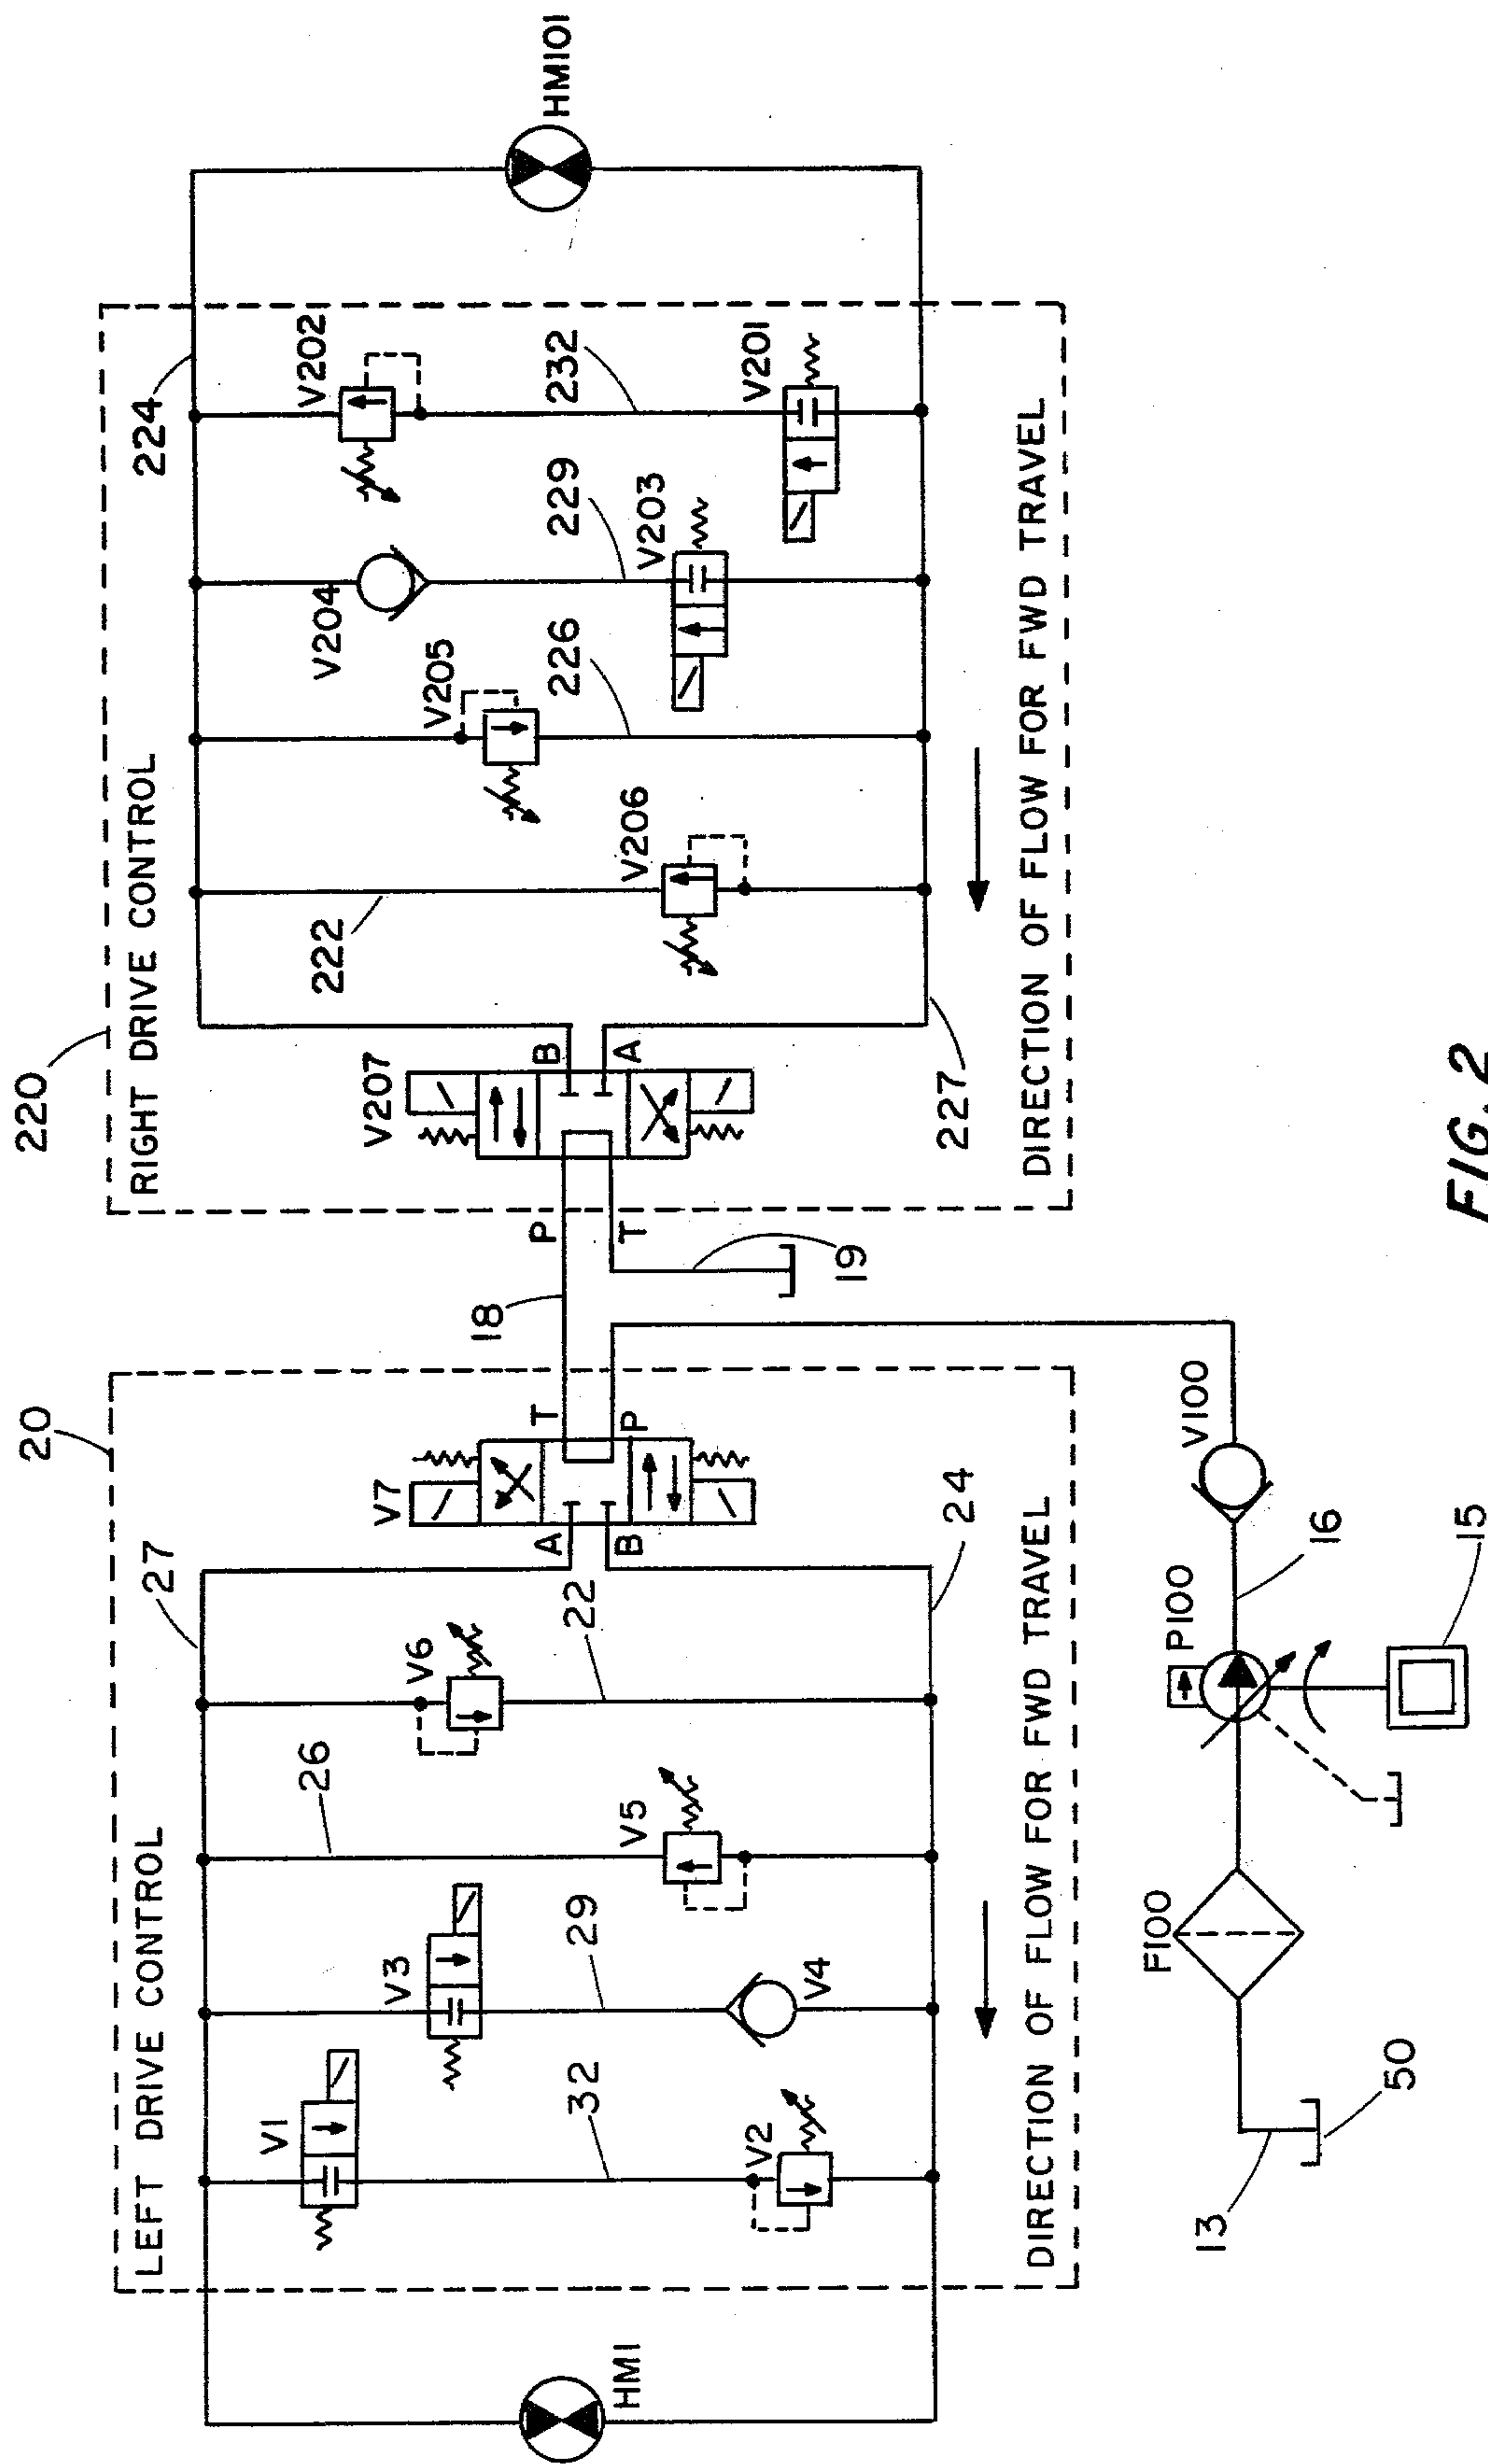 20
LEFT DRIVE CONTROL
27
V7
V1
V3
26
V6
A
T
B
P
HM1
32
29
V5
22
V2
V4
24
DIRECTION OF FLOW FOR FWD TRAVEL
18
19
220
RIGHT DRIVE CONTROL
224
V207
P
B
T
A
222
V206
V205
226
V204
229
V203
V202
232
V201
227
DIRECTION OF FLOW FOR FWD TRAVEL
HM101
13
50
F100
P100
16
15
V100
FIG. 2